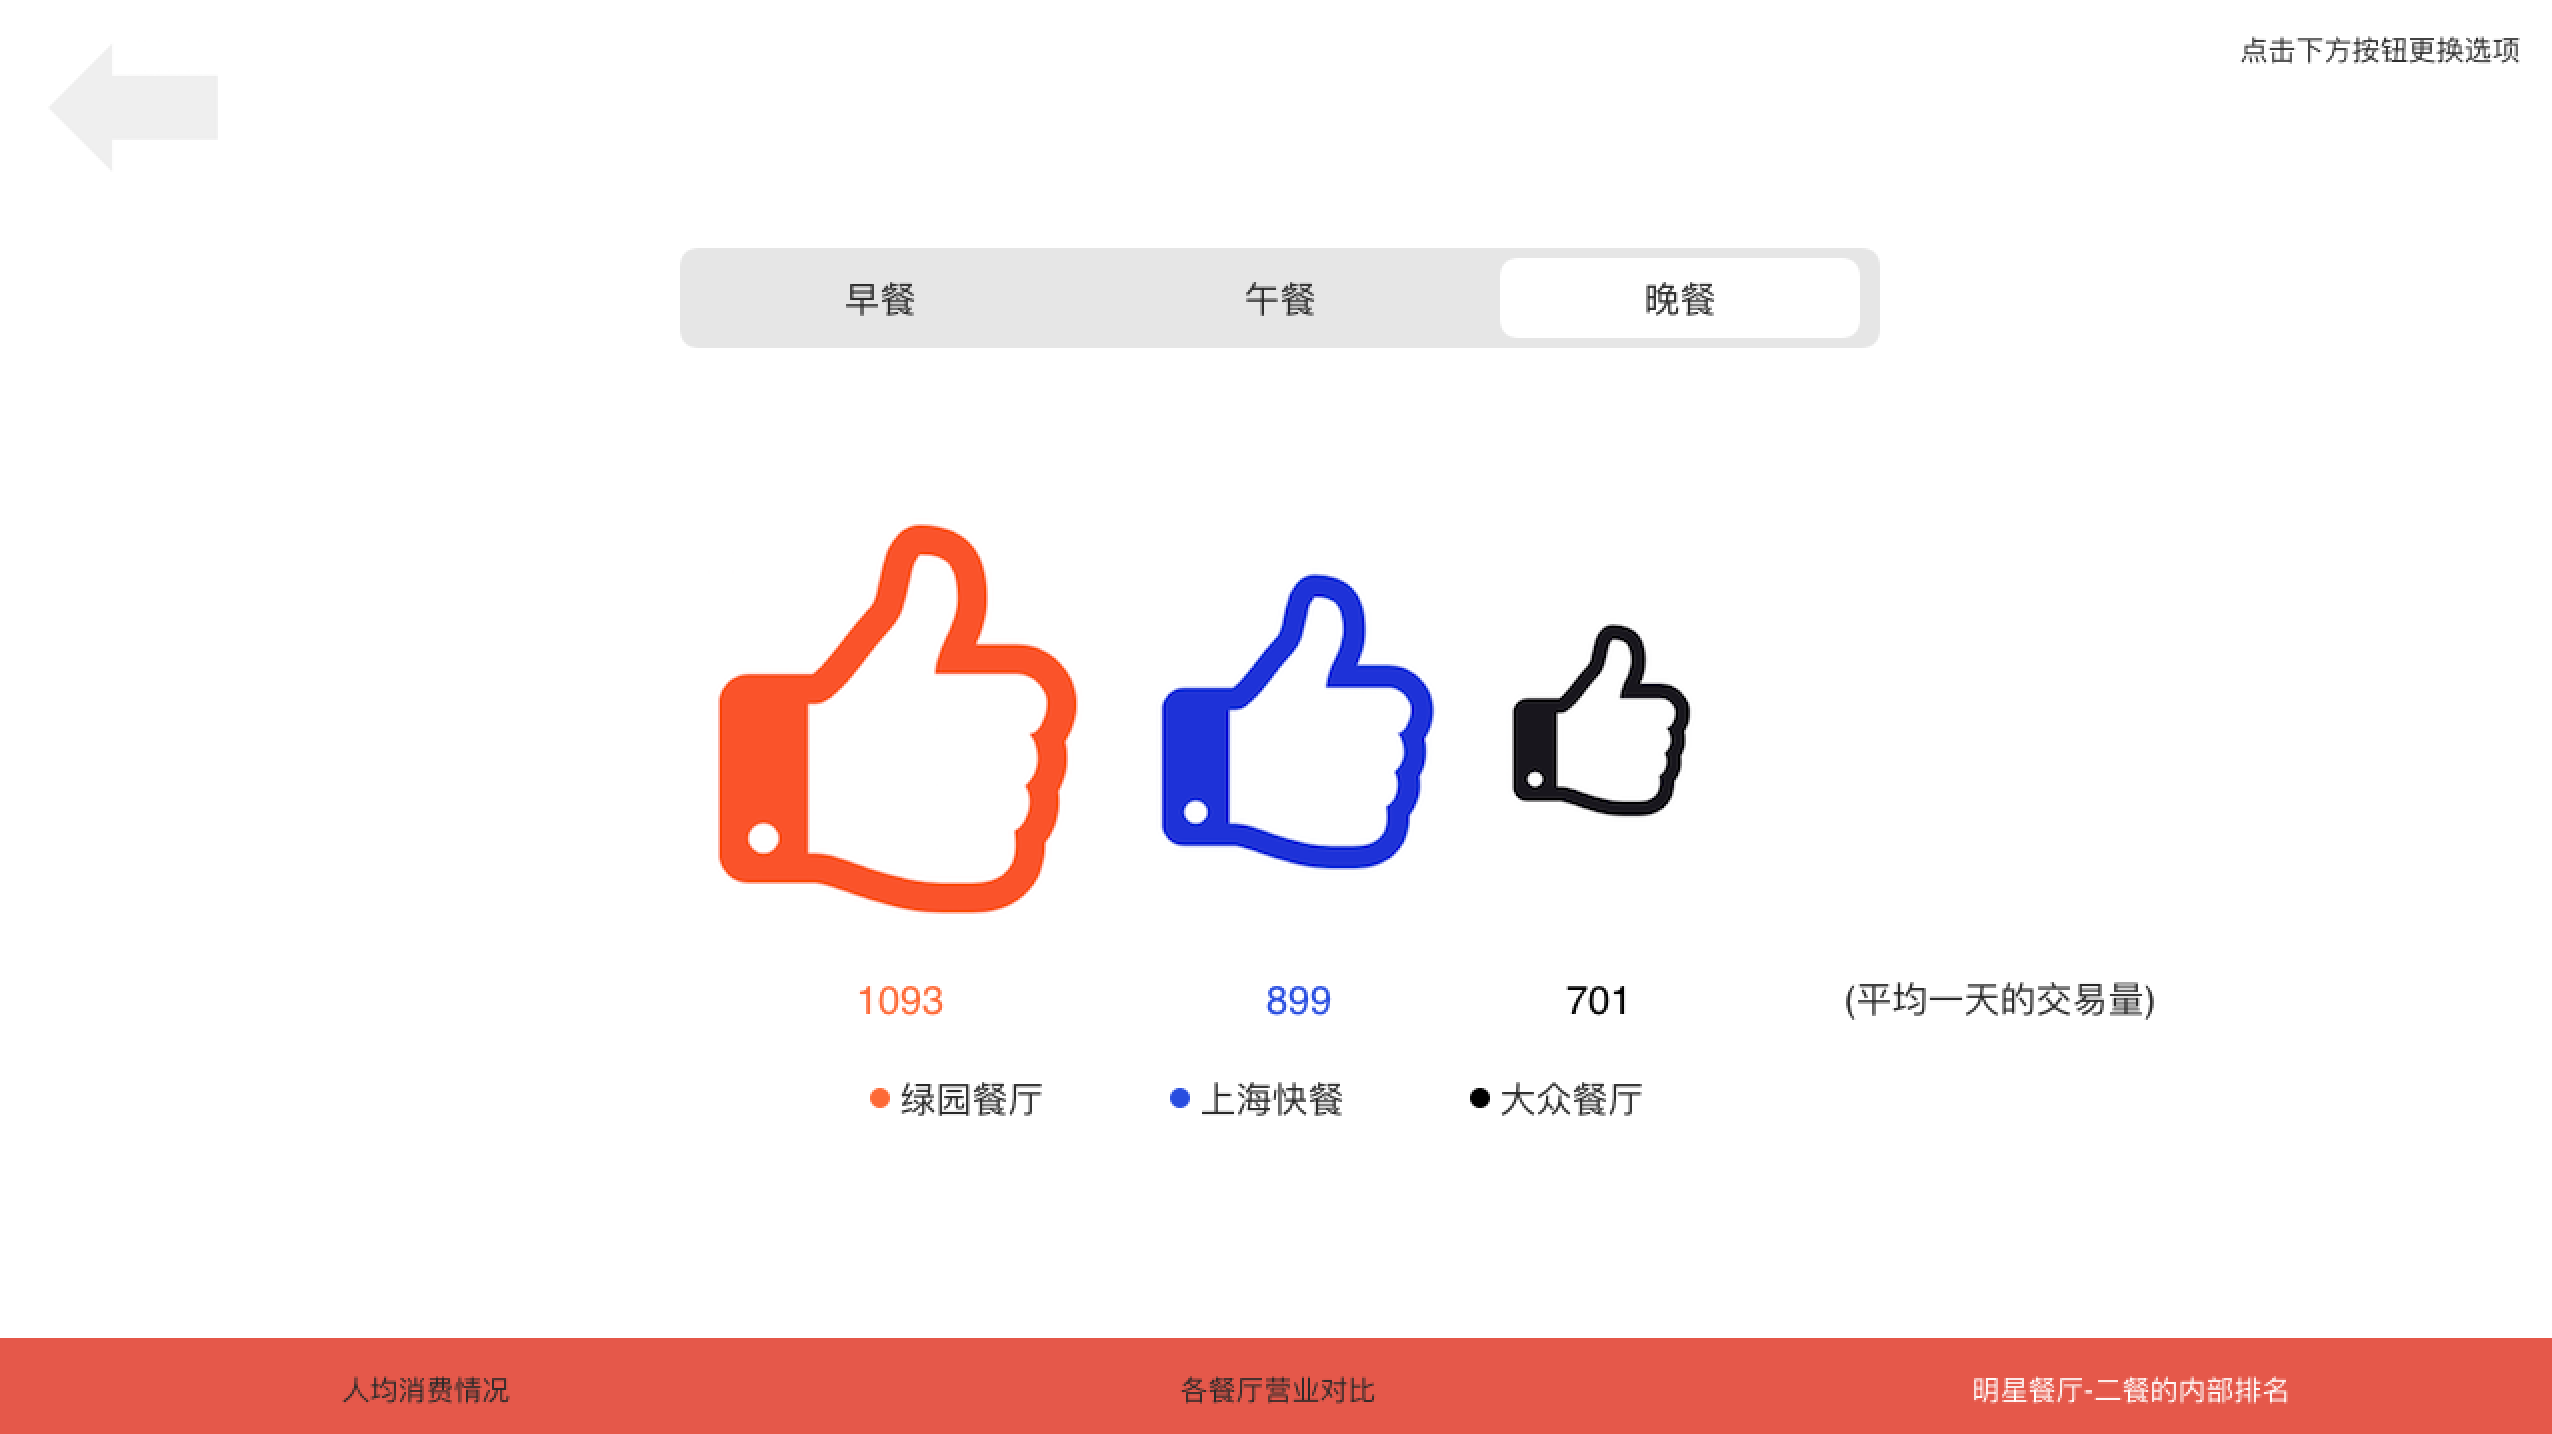 点击下方按钮更换选项
早餐 午餐 晚餐
1093 899 701 (平均一天的交易量)
绿园餐厅 上海快餐 大众餐厅
人均消费情况 各餐厅营业对比 明星餐厅-二餐的内部排名